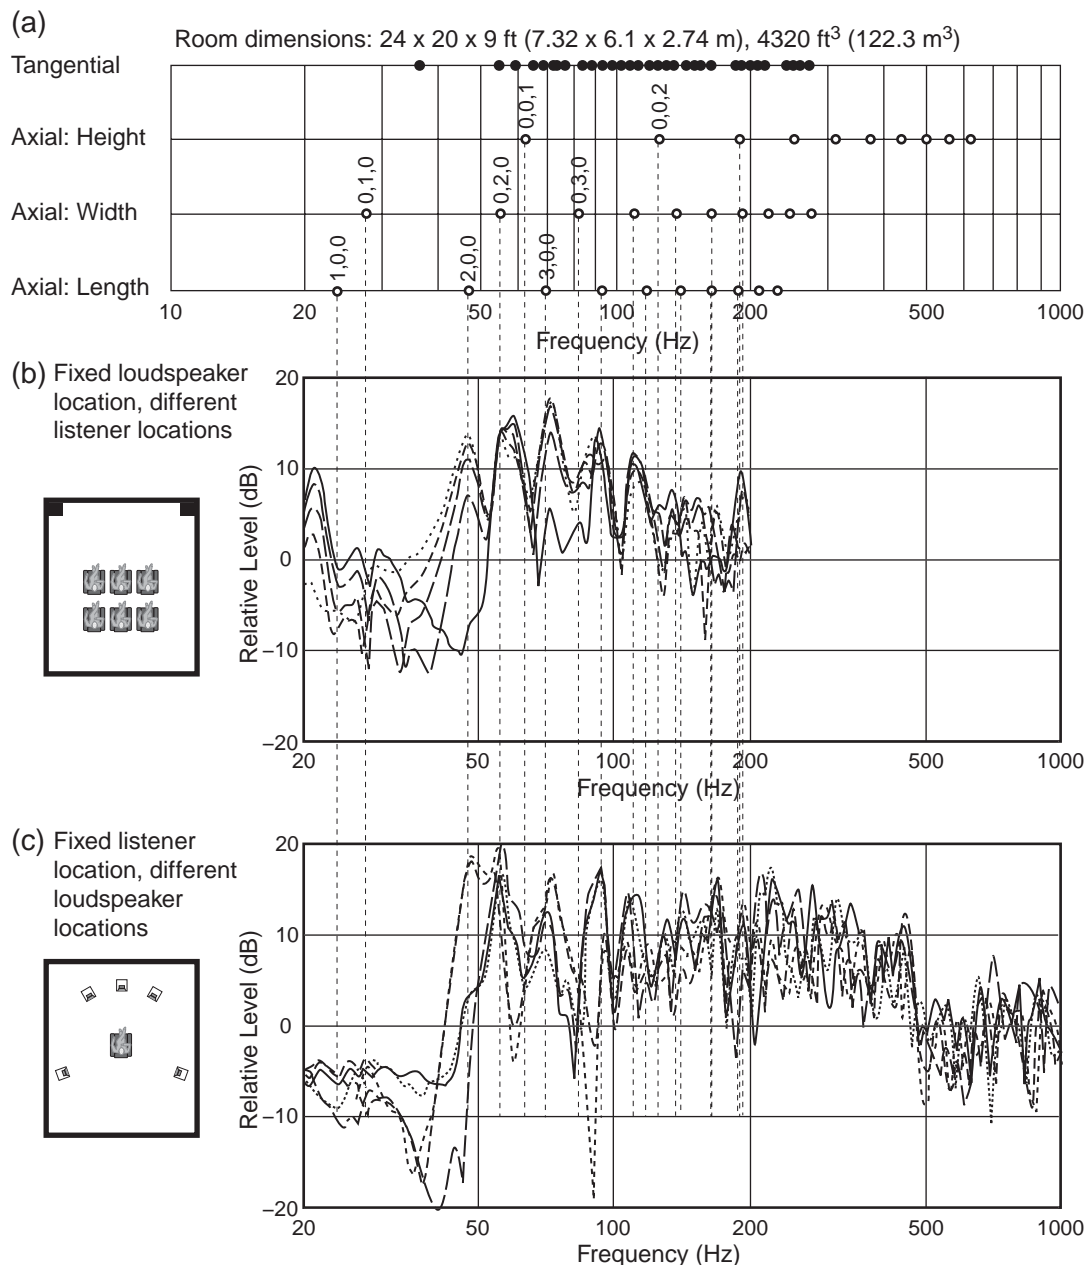 (a)
Room dimensions: 24 x 20 x 9 ft (7.32 x 6.1 x 2.74 m), 4320 ft³ (122.3 m³)
Tangential
0,0,1
0,0,2
Axial: Height
0,1,0
0,2,0
0,3,0
Axial: Width
1,0,0
2,0,0
3,0,0
Axial: Length
10 20 50 100 200 500 1000
Frequency (Hz)
(b) Fixed loudspeaker
location, different
listener locations
20
10
0
−10
−20
Relative Level (dB)
20 50 100 200 500 1000
Frequency (Hz)
(c) Fixed listener
location, different
loudspeaker
locations
20
10
0
−10
−20
Relative Level (dB)
20 50 100 200 500 1000
Frequency (Hz)